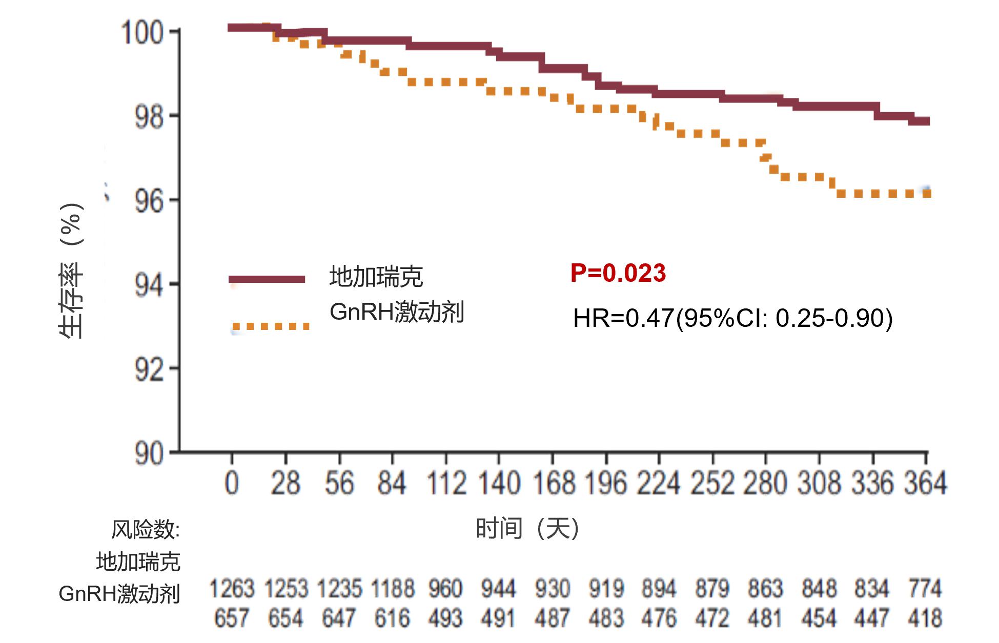 100
98
96
94
92
90
生存率（%）
地加瑞克
GnRH激动剂
P=0.023
HR=0.47(95%CI: 0.25-0.90)
0 28 56 84 112 140 168 196 224 252 280 308 336 364
时间（天）
风险数:
地加瑞克
GnRH激动剂
1263 1253 1235 1188 960 944 930 919 894 879 863 848 834 774
657 654 647 616 493 491 487 483 476 472 481 454 447 418